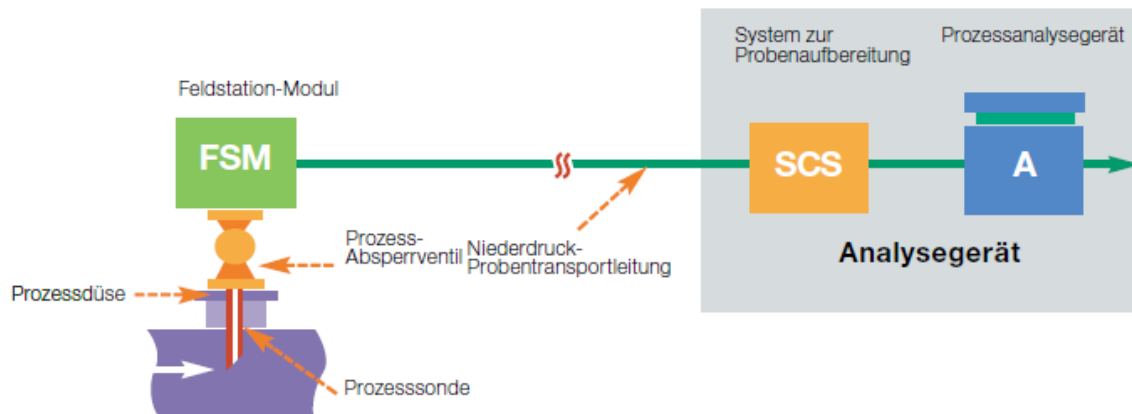 System zur
Probenaufbereitung
Prozessanalysegerät
Feldstation-Modul
FSM
SCS
A
Prozess-
Absperrventil
Niederdruck-
Probentransportleitung
Analysegerät
Prozessdüse
Prozesssonde